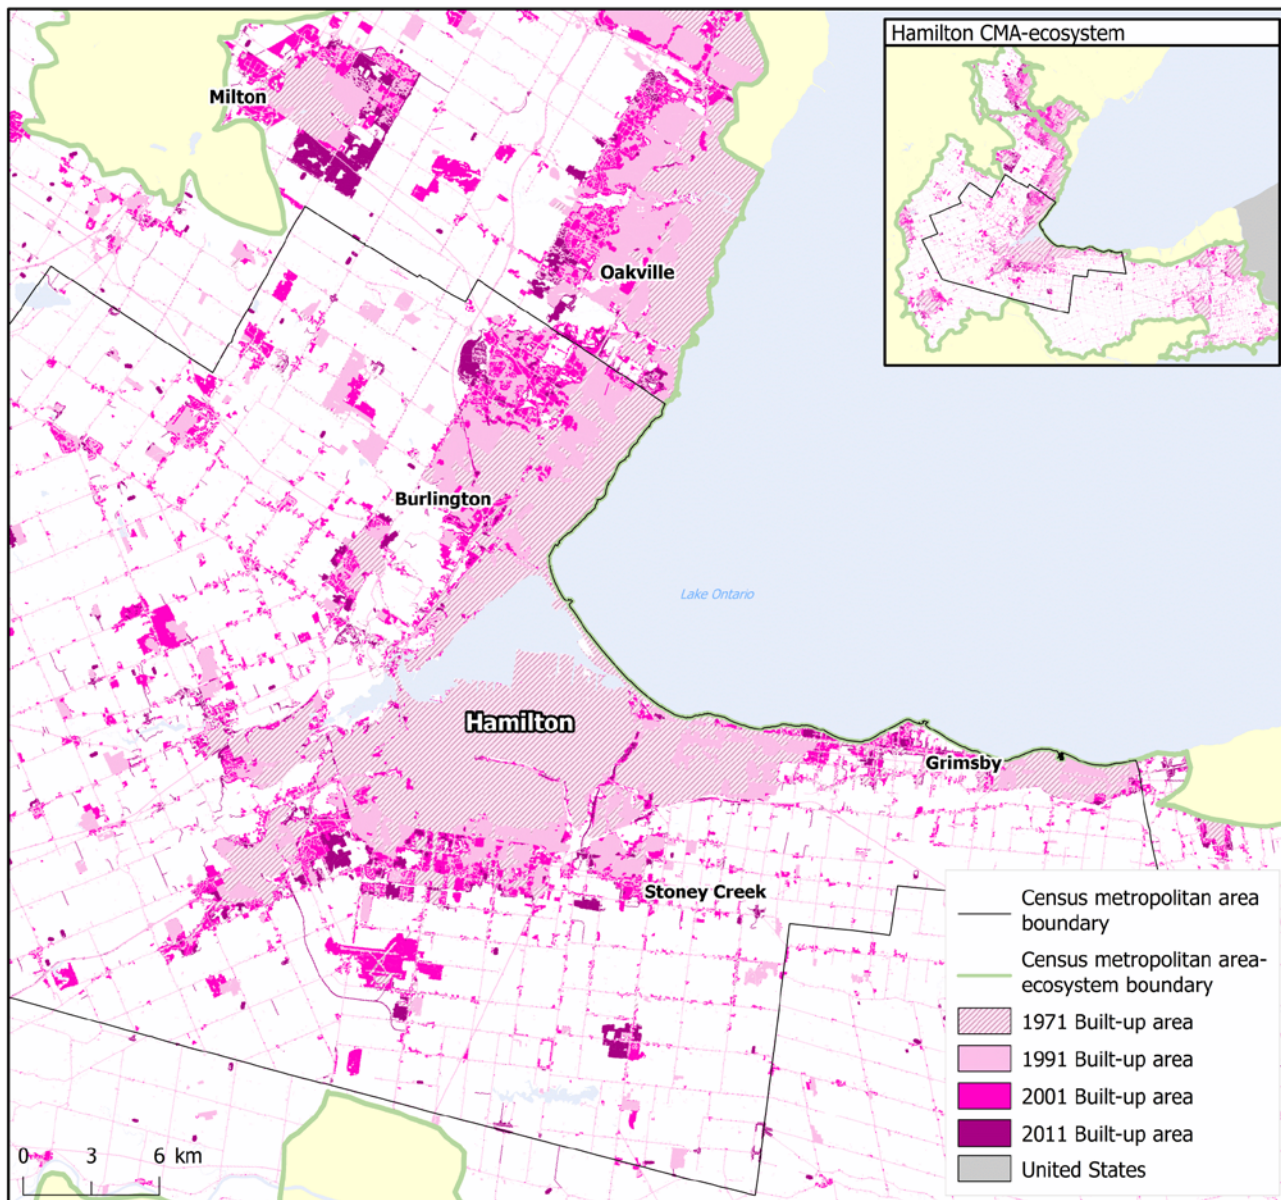 Hamilton CMA-ecosystem
Milton
Oakville
Burlington
Lake Ontario
Hamilton
Grimsby
Stoney Creek
Census metropolitan area
boundary
Census metropolitan area-
ecosystem boundary
1971 Built-up area
1991 Built-up area
2001 Built-up area
2011 Built-up area
United States
0 3 6 km